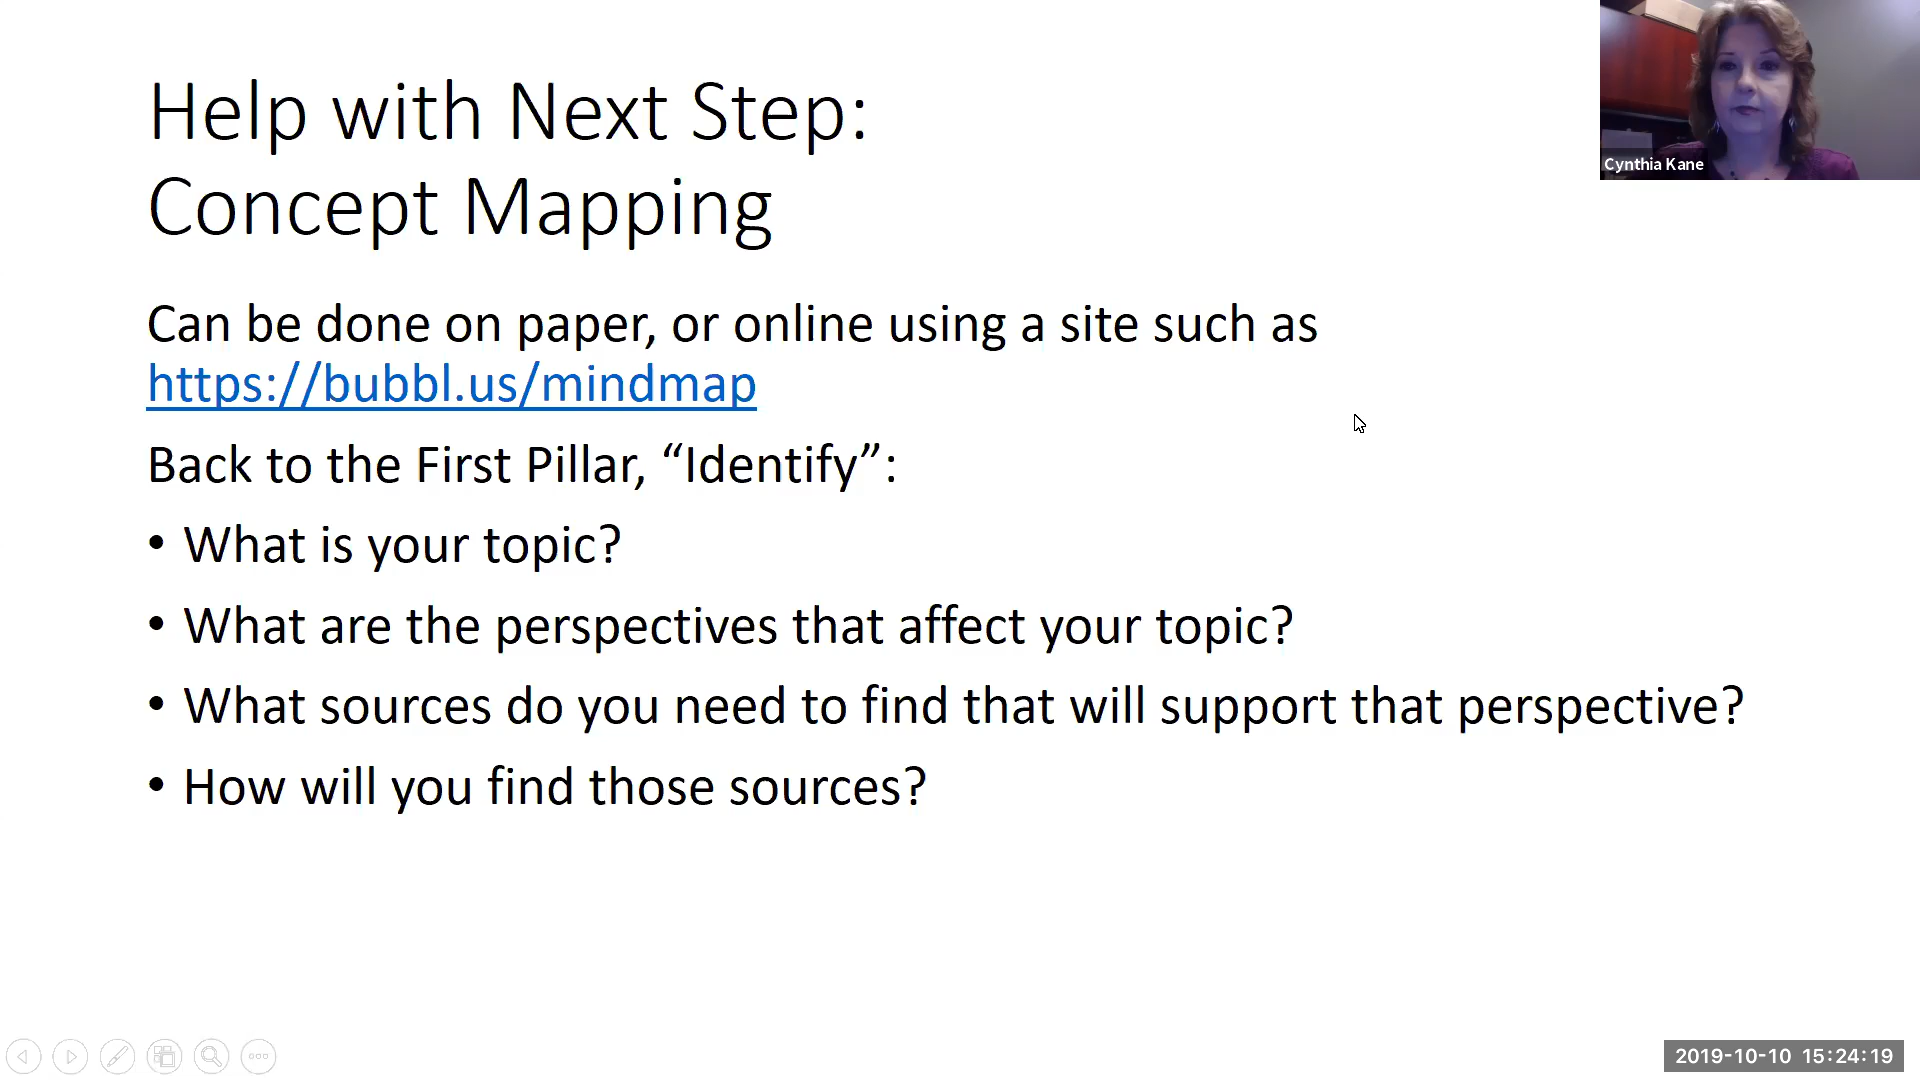 Help with Next Step:
Concept Mapping
Cynthia Kane
Can be done on paper, or online using a site such as
https://bubbl.us/mindmap
Back to the First Pillar, “Identify”:
• What is your topic?
• What are the perspectives that affect your topic?
• What sources do you need to find that will support that perspective?
• How will you find those sources?
2019-10-10 15:24:19